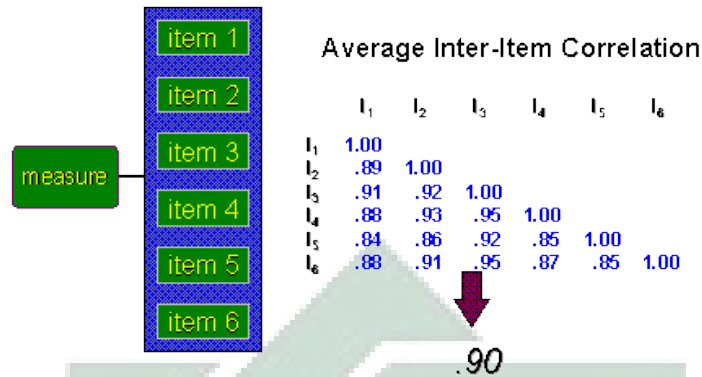 item 1
item 2
item 3
item 4
item 5
item 6
measure
Average Inter-Item Correlation
I₁ I₂ I₃ I₄ I₅ I₆
I₁ 1.00
I₂ .89 1.00
I₃ .91 .92 1.00
I₄ .88 .93 .95 1.00
I₅ .84 .86 .92 .85 1.00
I₆ .88 .91 .95 .87 .85 1.00
.90